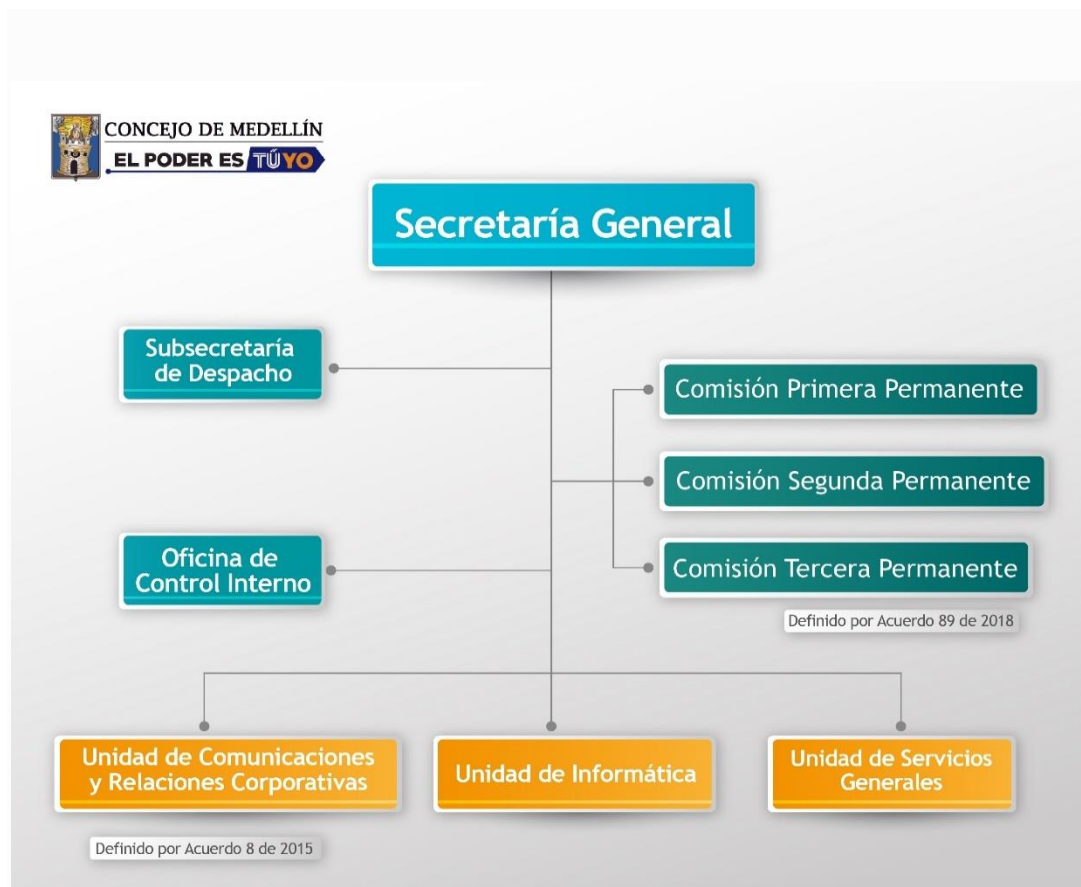 CONCEJO DE MEDELLÍN
EL PODER ES TÚYO
Secretaría General
Subsecretaría
de Despacho
Comisión Primera Permanente
Comisión Segunda Permanente
Oficina de
Control Interno
Comisión Tercera Permanente
Definido por Acuerdo 89 de 2018
Unidad de Comunicaciones
y Relaciones Corporativas
Unidad de Informática
Unidad de Servicios
Generales
Definido por Acuerdo 8 de 2015